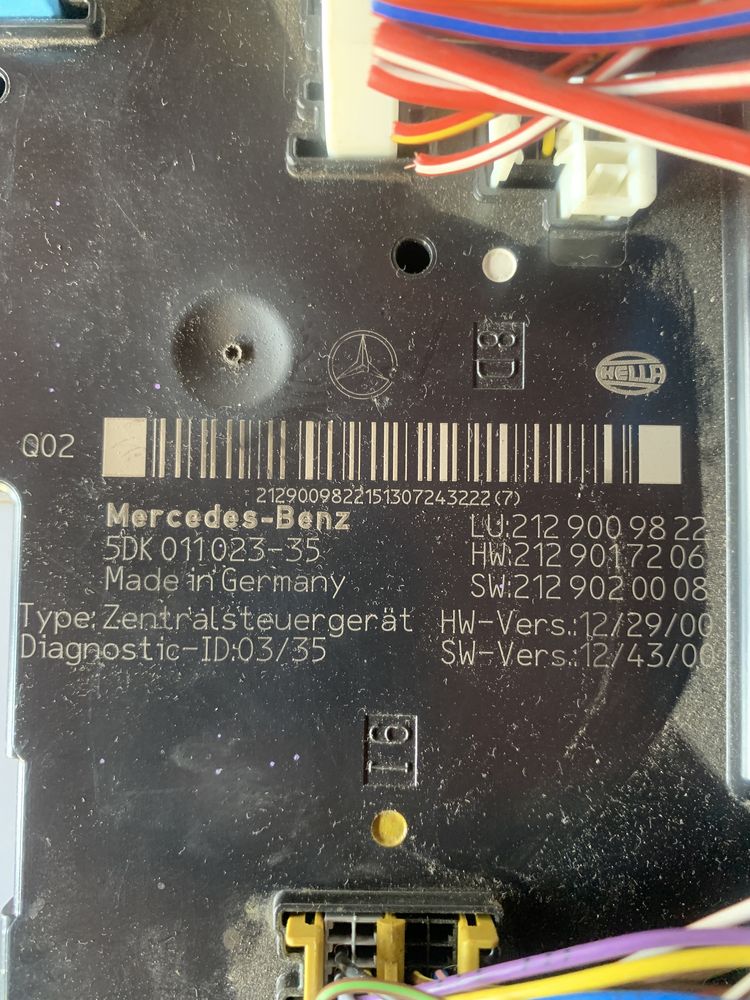 8D
HELLA
Q02
2129009822151307243222(7)
Mercedes-Benz
5DK 011 023-35
Made in Germany
LU:212 900 98 22
HW:212 901 72 06
SW:212 902 00 08
Type:Zentralsteuergerät
Diagnostic-ID:03/35
HW-Vers.:12/29/00
SW-Vers.:12/43/00
16